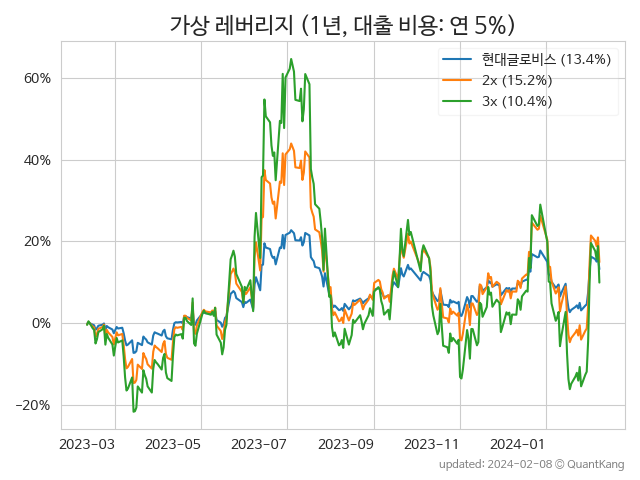 가상 레버리지 (1년, 대출 비용: 연 5%)
현대글로비스 (13.4%)
2x (15.2%)
3x (10.4%)
60%
40%
20%
0%
−20%
2023-03 2023-05 2023-07 2023-09 2023-11 2024-01
updated: 2024-02-08 © QuantKang